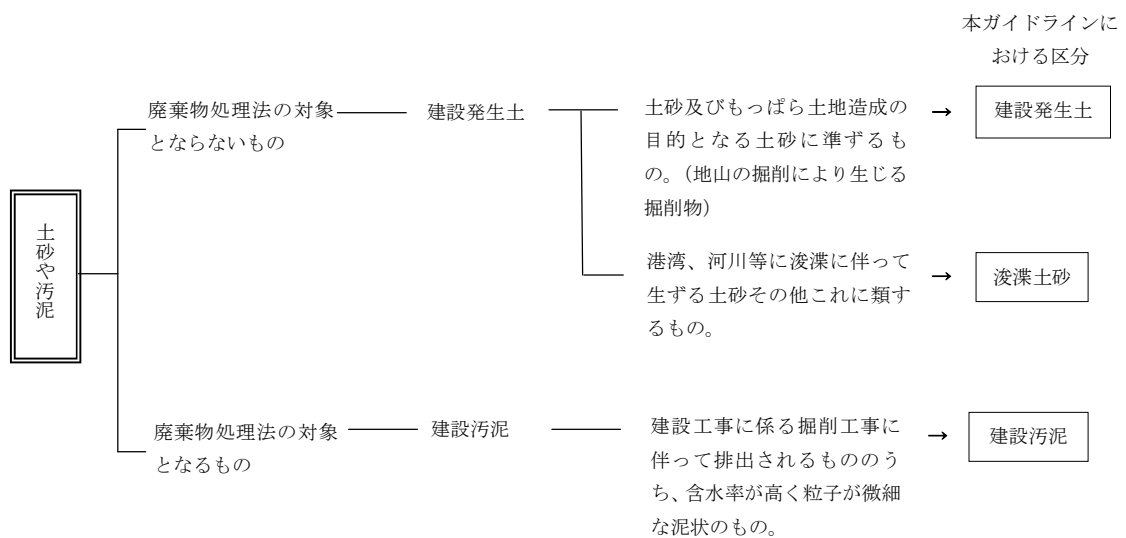 本ガイドラインに
おける区分
廃棄物処理法の対象
とならないもの
建設発生土
土砂及びもっぱら土地造成の
目的となる土砂に準ずるも
の。（地山の掘削により生じる
掘削物）
→
建設発生土
土砂や汚泥
港湾、河川等に浚渫に伴って
生ずる土砂その他これに類す
るもの。
→
浚渫土砂
廃棄物処理法の対象
となるもの
建設汚泥
建設工事に係る掘削工事に
伴って排出されるもののう
ち、含水率が高く粒子が微細
な泥状のもの。
→
建設汚泥